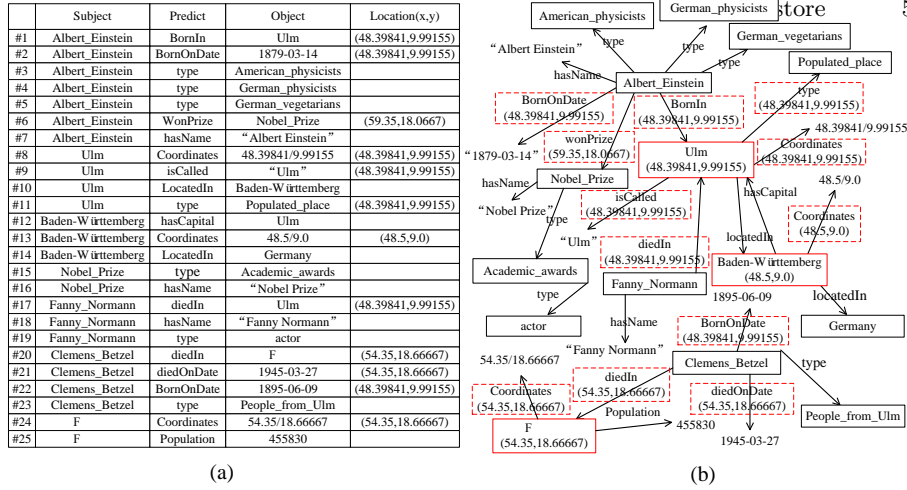 Subject Predict Object Location(x,y)
#1 Albert_Einstein BornIn Ulm (48.39841,9.99155)
#2 Albert_Einstein BornOnDate 1879-03-14 (48.39841,9.99155)
#3 Albert_Einstein type American_physicists
#4 Albert_Einstein type German_physicists
#5 Albert_Einstein type German_vegetarians
#6 Albert_Einstein WonPrize Nobel_Prize (59.35,18.0667)
#7 Albert_Einstein hasName “Albert Einstein”
#8 Ulm Coordinates 48.39841/9.99155 (48.39841,9.99155)
#9 Ulm isCalled “Ulm” (48.39841,9.99155)
#10 Ulm LocatedIn Baden-Württemberg
#11 Ulm type Populated_place (48.39841,9.99155)
#12 Baden-Württemberg hasCapital Ulm
#13 Baden-Württemberg Coordinates 48.5/9.0 (48.5,9.0)
#14 Baden-Württemberg LocatedIn Germany
#15 Nobel_Prize type Academic_awards
#16 Nobel_Prize hasName “Nobel Prize”
#17 Fanny_Normann diedIn Ulm (48.39841,9.99155)
#18 Fanny_Normann hasName “Fanny Normann”
#19 Fanny_Normann type actor
#20 Clemens_Betzel diedIn F (54.35,18.66667)
#21 Clemens_Betzel diedOnDate 1945-03-27 (54.35,18.66667)
#22 Clemens_Betzel BornOnDate 1895-06-09 (48.39841,9.99155)
#23 Clemens_Betzel type People_from_Ulm
#24 F Coordinates 54.35/18.66667 (54.35,18.66667)
#25 F Population 455830
(a)
store
American_physicists
German_physicists
German_vegetarians
Populated_place
type
type
type
“Albert Einstein”
hasName
Albert_Einstein
type
(48.39841,9.99155)
BornOnDate
(48.39841,9.99155)
BornIn
(48.39841,9.99155)
48.39841/9.99155
Coordinates
(48.39841,9.99155)
wonPrize
(59.35,18.0667)
Ulm
(48.39841,9.99155)
“1879-03-14”
Nobel_Prize
hasName
“Nobel Prize”
type
isCalled
(48.39841,9.99155)
hasCapital
48.5/9.0
Coordinates
(48.5,9.0)
“Ulm”
diedIn
(48.39841,9.99155)
locatedIn
Academic_awards
Fanny_Normann
Baden-Württemberg
(48.5,9.0)
type
actor
hasName
“Fanny Normann”
1895-06-09
locatedIn
Germany
BornOnDate
(48.39841,9.99155)
54.35/18.66667
Clemens_Betzel
type
diedIn
(54.35,18.66667)
Coordinates
(54.35,18.66667)
diedOnDate
(54.35,18.66667)
Population
People_from_Ulm
F
(54.35,18.66667)
455830
1945-03-27
(b)